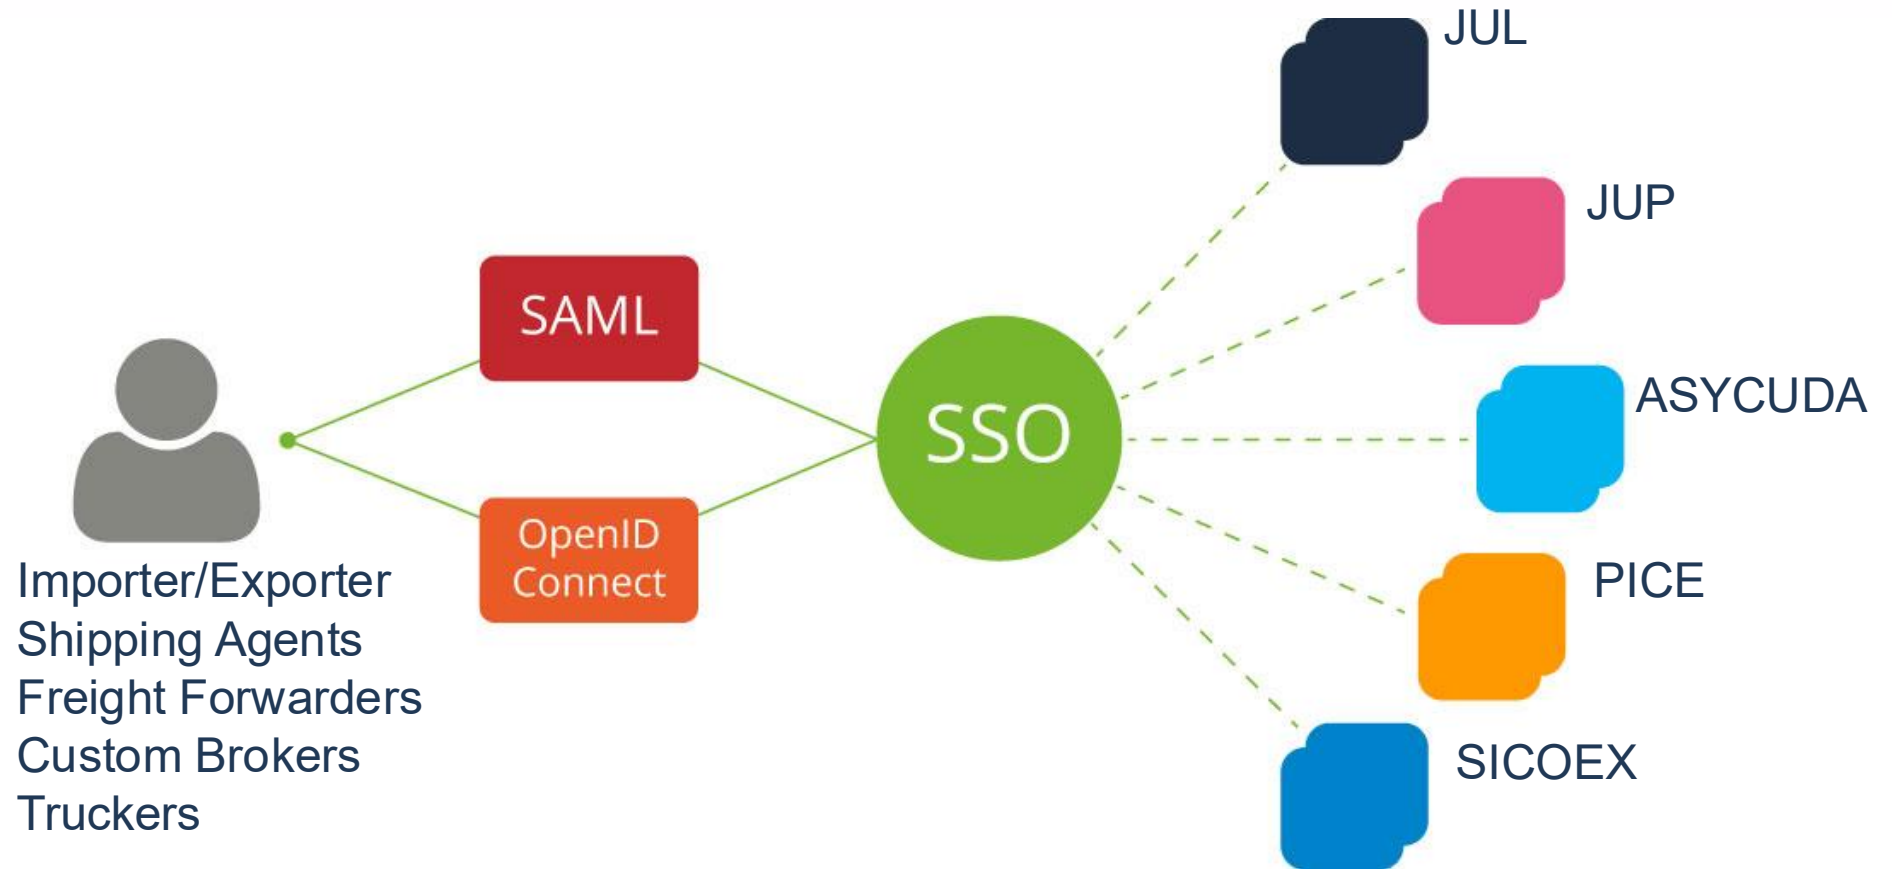 JUL
JUP
SAML
ASYCUDA
SSO
OpenID
Connect
PICE
Importer/Exporter
Shipping Agents
Freight Forwarders
Custom Brokers
Truckers
SICOEX